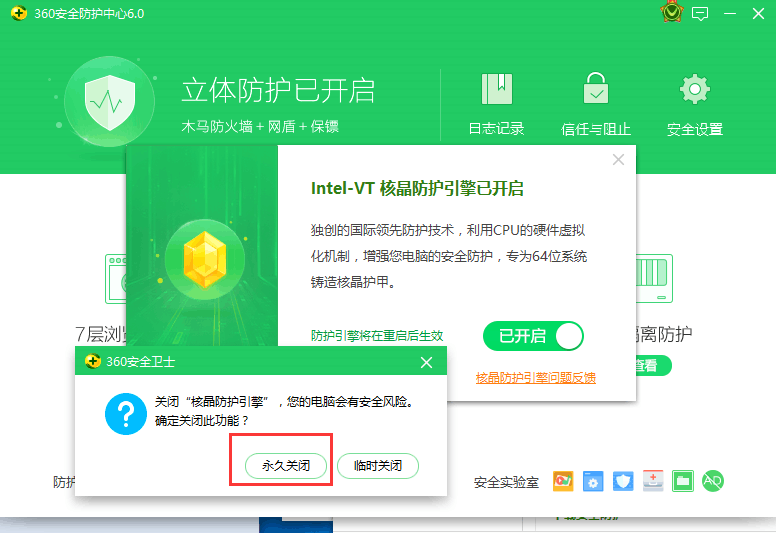 360安全防护中心6.0
立体防护已开启
木马防火墙+网盾+保镖
日志记录
信任与阻止
安全设置
Intel-VT 核晶防护引擎已开启
独创的国际领先防护技术，利用CPU的硬件虚拟
化机制，增强您电脑的安全防护，专为64位系统
铸造核晶护甲。
防护引擎将在重启后生效
已开启
核晶防护引擎问题反馈
7层浏
离防护
查看
360安全卫士
关闭“核晶防护引擎”，您的电脑会有安全风险。
确定关闭此功能？
永久关闭
临时关闭
防护
安全实验室
AD